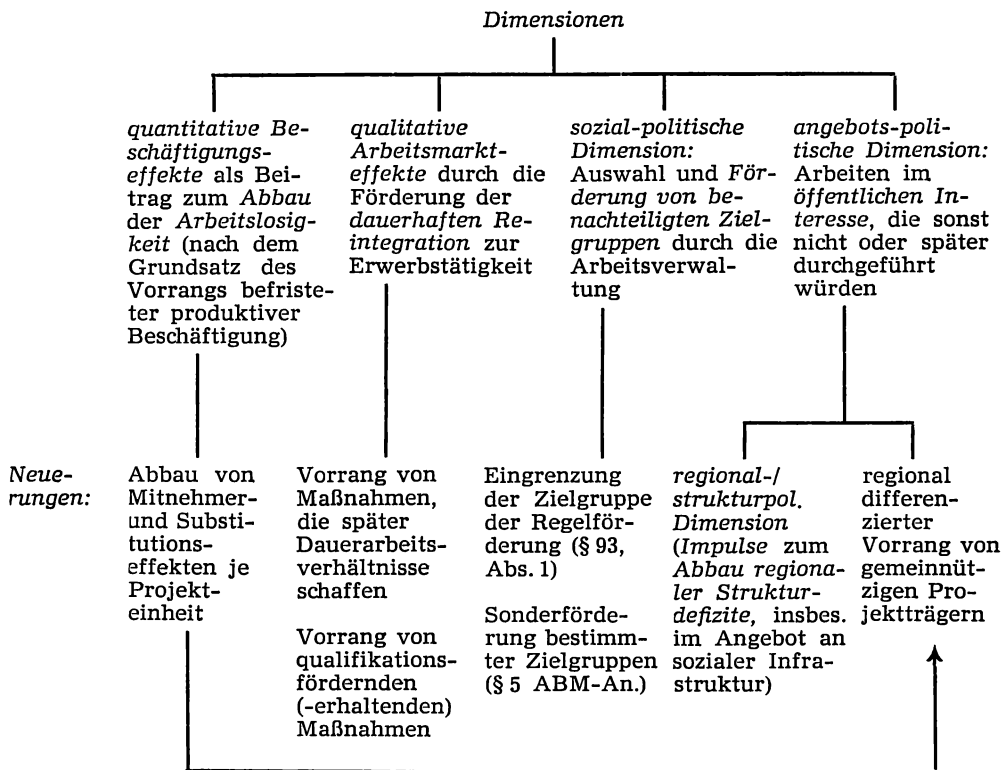 Dimensionen
quantitative Be-
schäftigungs-
effekte als Bei-
trag zum Abbau
der Arbeitslosig-
keit (nach dem
Grundsatz des
Vorrangs befriste-
ter produktiver
Beschäftigung)
qualitative
Arbeitsmarkt-
effekte durch die
Förderung der
dauerhaften Re-
integration zur
Erwerbstätigkeit
sozial-politische
Dimension:
Auswahl und För-
derung von be-
nachteiligten Ziel-
gruppen durch die
Arbeitsverwal-
tung
angebots-poli-
tische Dimension:
Arbeiten im
öffentlichen In-
teresse, die sonst
nicht oder später
durchgeführt
würden
Neue-
rungen:
Abbau von
Mitnehmer-
und Substi-
tutions-
effekten je
Projekt-
einheit
Vorrang von
Maßnahmen,
die später
Dauerarbeits-
verhältnisse
schaffen
Vorrang von
qualifikations-
fördernden
(-erhaltenden)
Maßnahmen
Eingrenzung
der Zielgruppe
der Regelför-
derung (§ 93,
Abs. 1)
Sonderförde-
rung bestimm-
ter Zielgruppen
(§ 5 ABM-An.)
regional-/
strukturpol.
Dimension
(Impulse zum
Abbau regiona-
ler Struktur-
defizite, insbes.
im Angebot an
sozialer Infra-
struktur)
regional
differen-
zierter
Vorrang von
gemeinnüt-
zigen Pro-
jektträgern